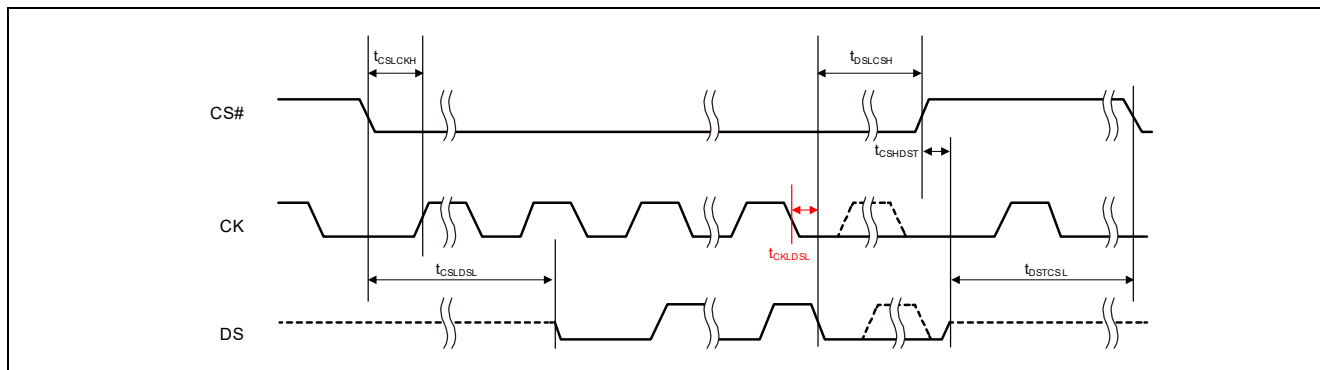 tCSLCKH
tDSLCSH
CS#
tCSHDST
CK
tCKLDSL
tCSLDSL
tDSTCSL
DS